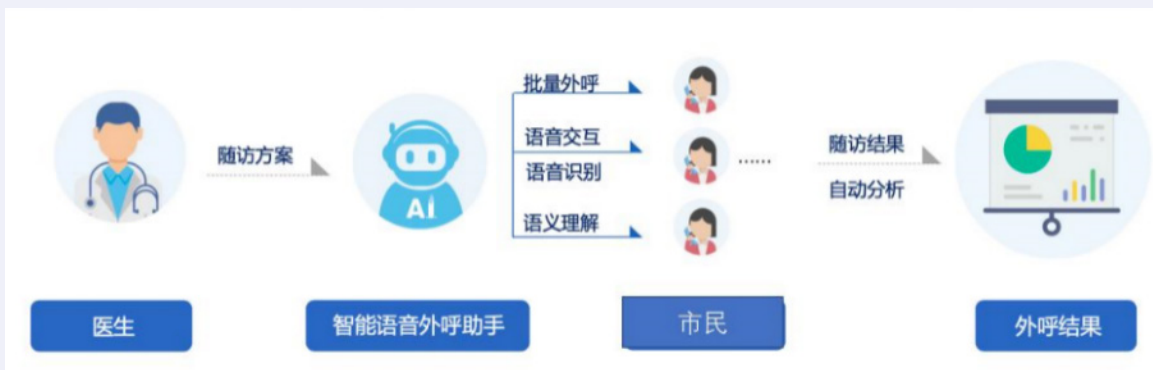 随访方案
AI
批量外呼
语音交互
语音识别
语义理解
......
随访结果
自动分析
医生
智能语音外呼助手
市民
外呼结果